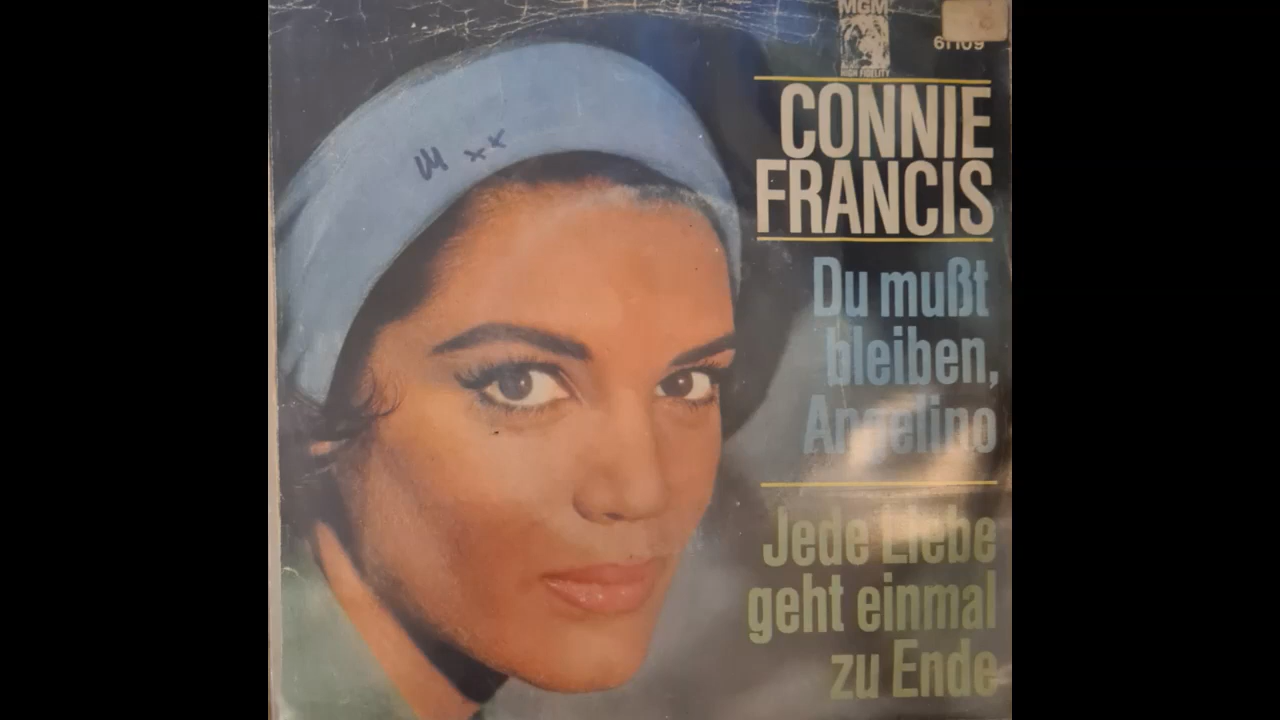 MGM
HIGH FIDELITY
61109
CONNIE
FRANCIS
Du mußt
bleiben,
Angelino
Jede Liebe
geht einmal
zu Ende